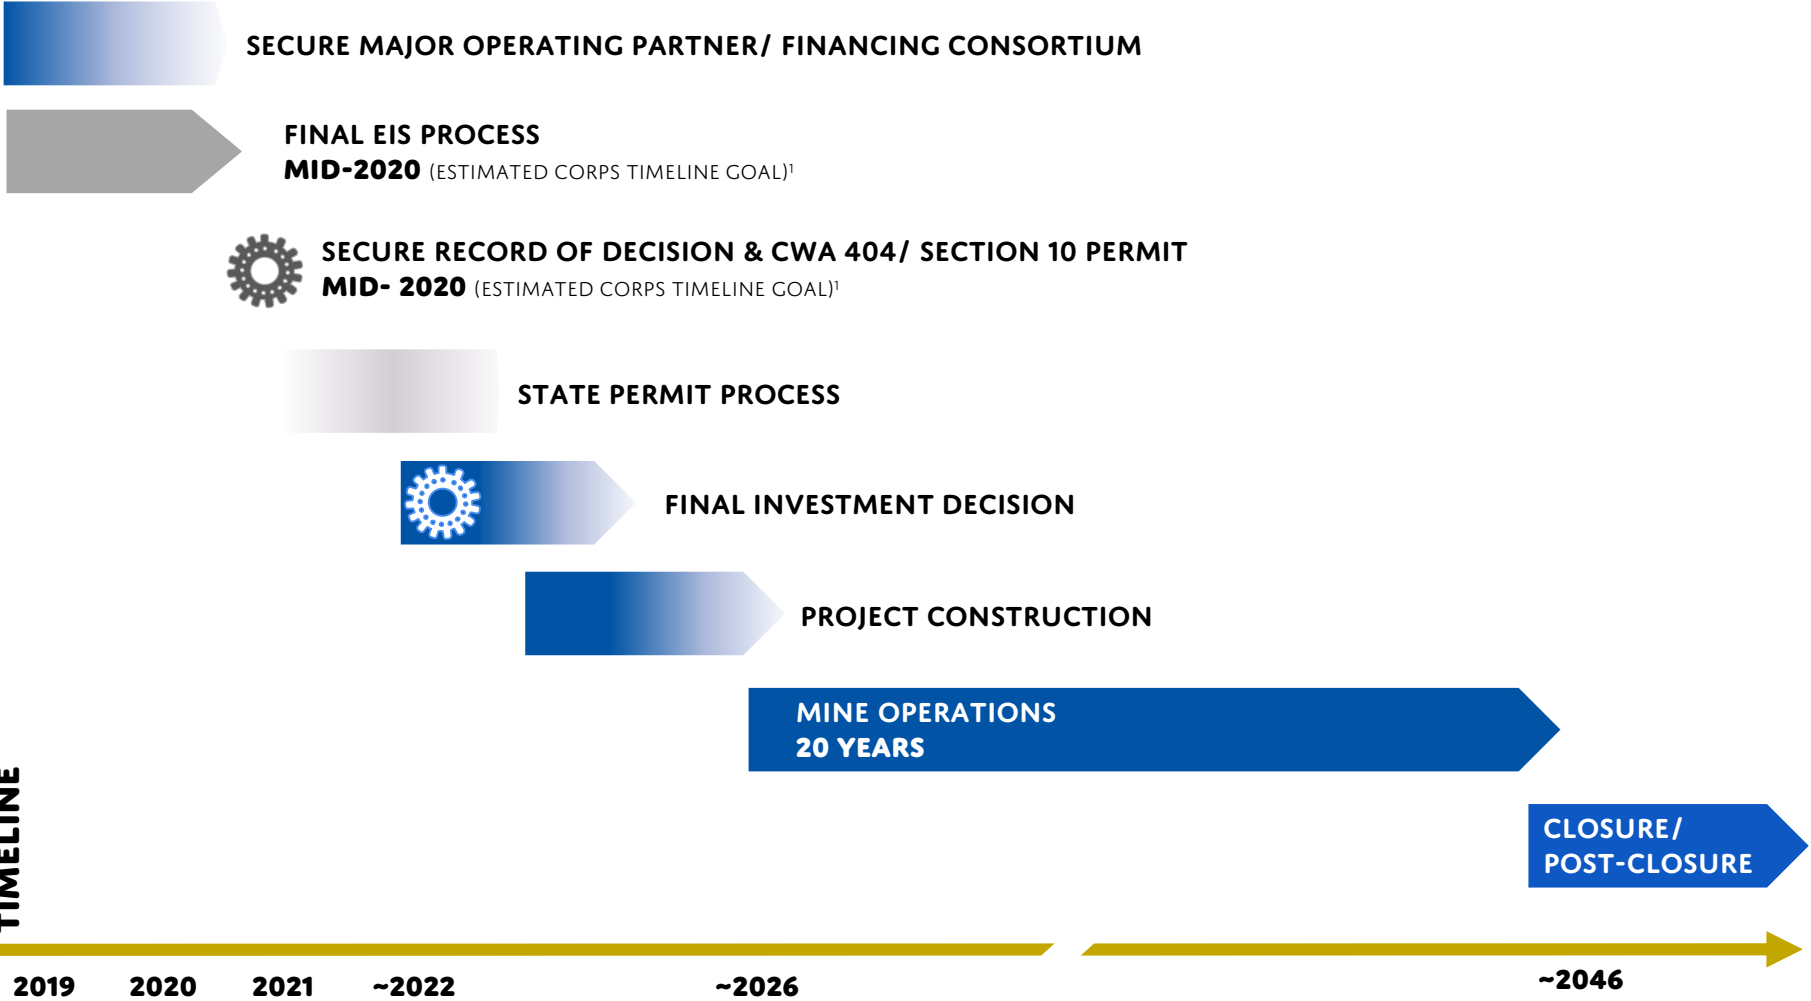 SECURE MAJOR OPERATING PARTNER/ FINANCING CONSORTIUM
FINAL EIS PROCESS
MID-2020 (ESTIMATED CORPS TIMELINE GOAL)¹
SECURE RECORD OF DECISION & CWA 404/ SECTION 10 PERMIT
MID- 2020 (ESTIMATED CORPS TIMELINE GOAL)¹
STATE PERMIT PROCESS
FINAL INVESTMENT DECISION
PROJECT CONSTRUCTION
MINE OPERATIONS
20 YEARS
CLOSURE/
POST-CLOSURE
TIMELINE
2019 2020 2021 ~2022 ~2026 ~2046